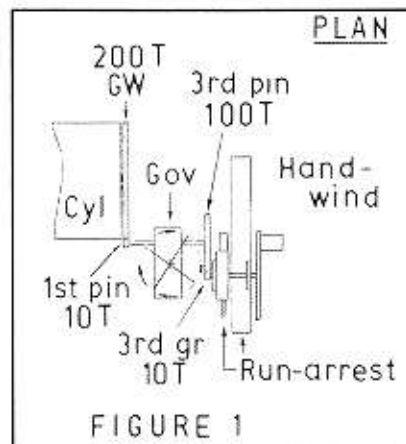 PLAN
200T
GW
3rd pin
100T
Gov
Hand-
wind
Cyl
1st pin
10T
3rd gr
10T
Run-arrest
FIGURE 1